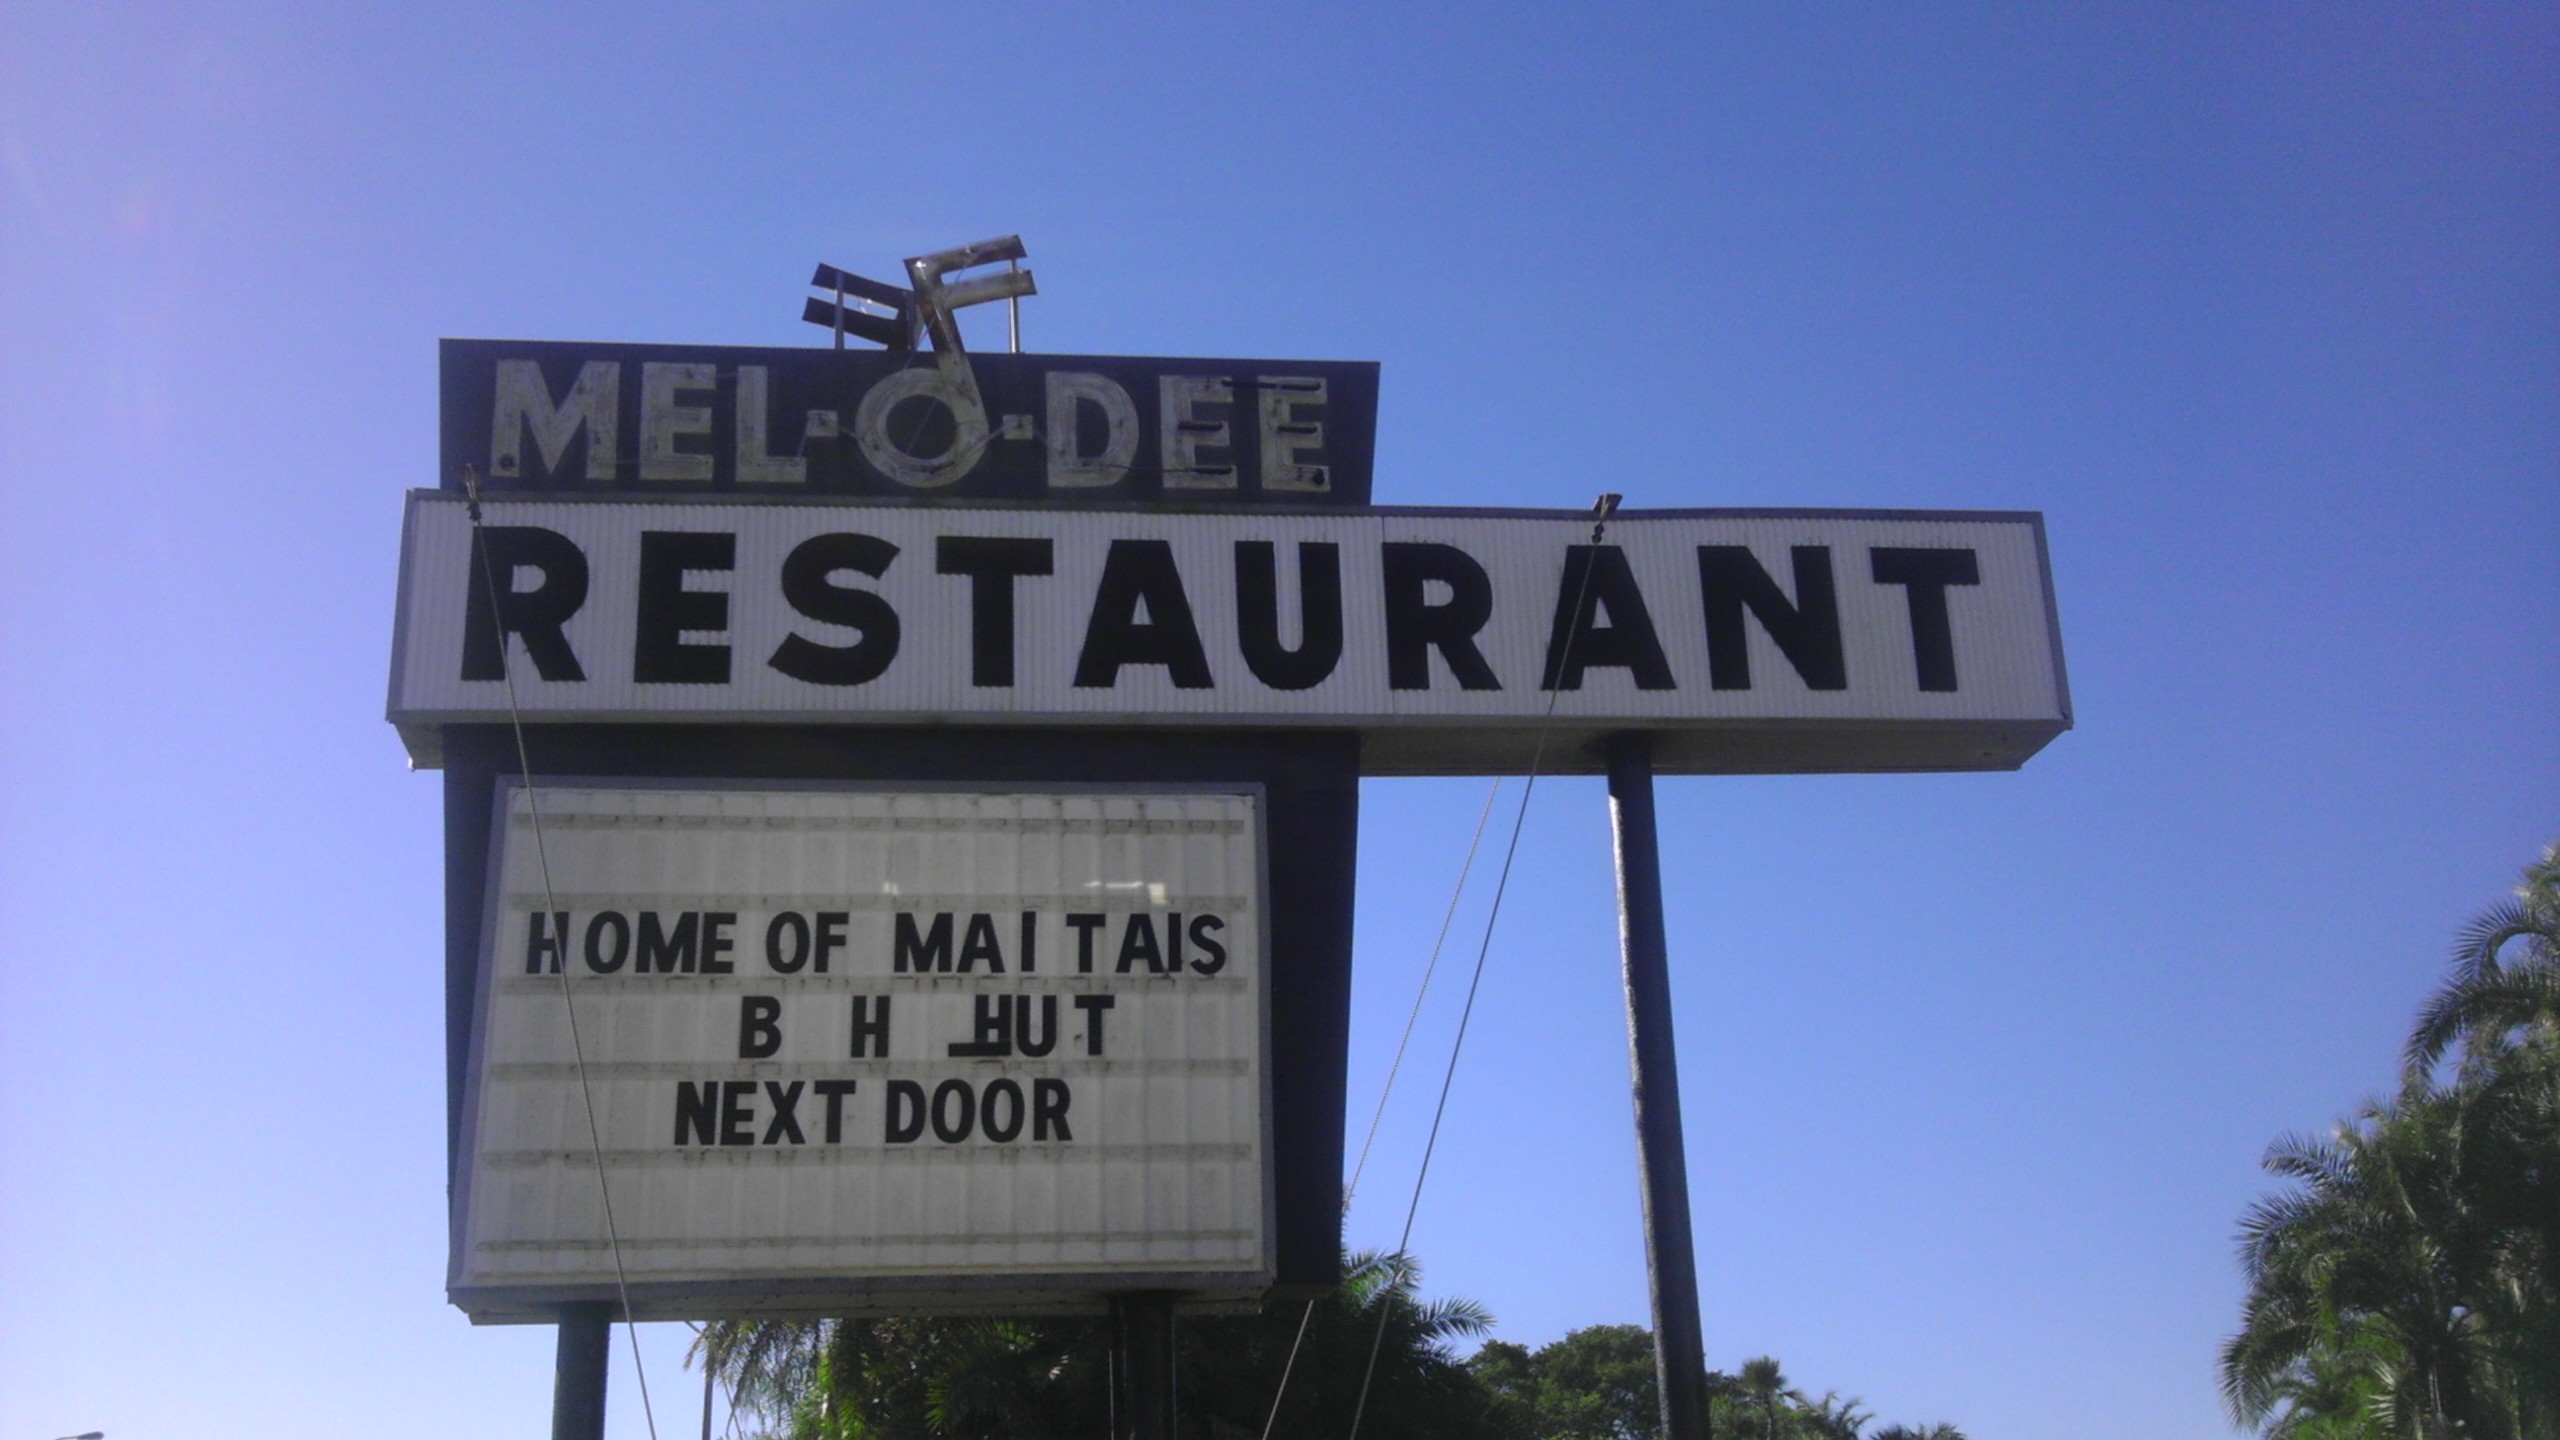 MEL-O-DEE
RESTAURANT
HOME OF MAI TAIS
B H HUT
NEXT DOOR